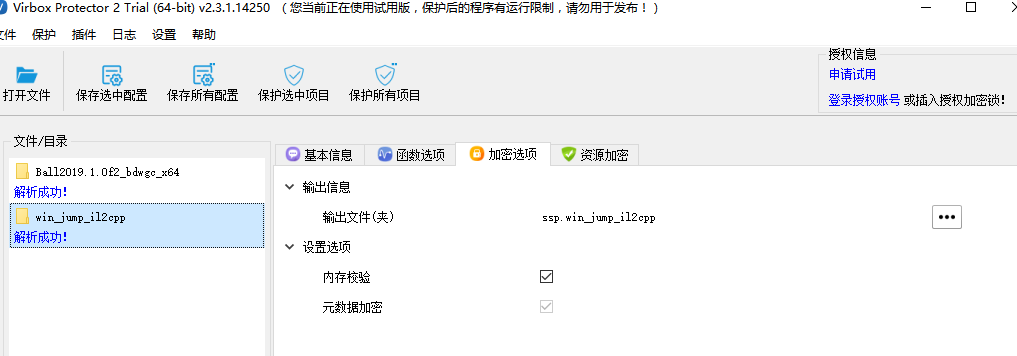 Virbox Protector 2 Trial (64-bit) v2.3.1.14250 （您当前正在使用试用版，保护后的程序有运行限制，请勿用于发布！）
文件 保护 插件 日志 设置 帮助
打开文件 保存选中配置 保存所有配置 保护选中项目 保护所有项目
授权信息
申请试用
登录授权账号 或插入授权加密锁！
文件/目录
Ball2019.1.0f2_bdwgc_x64
解析成功！
win_jump_il2cpp
解析成功！
基本信息 函数选项 加密选项 资源加密
输出信息
输出文件(夹) ssp.win_jump_il2cpp
设置选项
内存校验
元数据加密